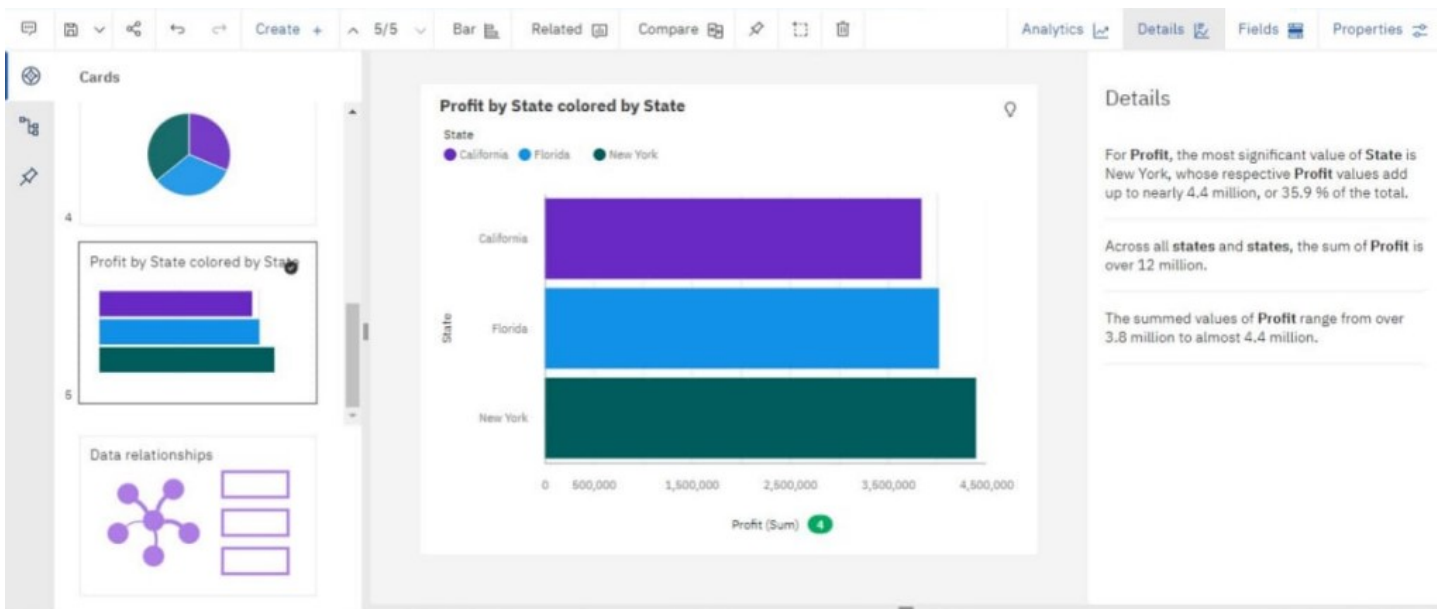 Create +
5/5
Bar
Related
Compare
Analytics
Details
Fields
Properties
Cards
4
Profit by State colored by State
5
Data relationships
Profit by State colored by State
State
California
Florida
New York
California
Florida
New York
State
0
500,000
1,500,000
2,500,000
3,500,000
4,500,000
Profit (Sum) 4
Details
For Profit, the most significant value of State is
New York, whose respective Profit values add
up to nearly 4.4 million, or 35.9 % of the total.
Across all states and states, the sum of Profit is
over 12 million.
The summed values of Profit range from over
3.8 million to almost 4.4 million.